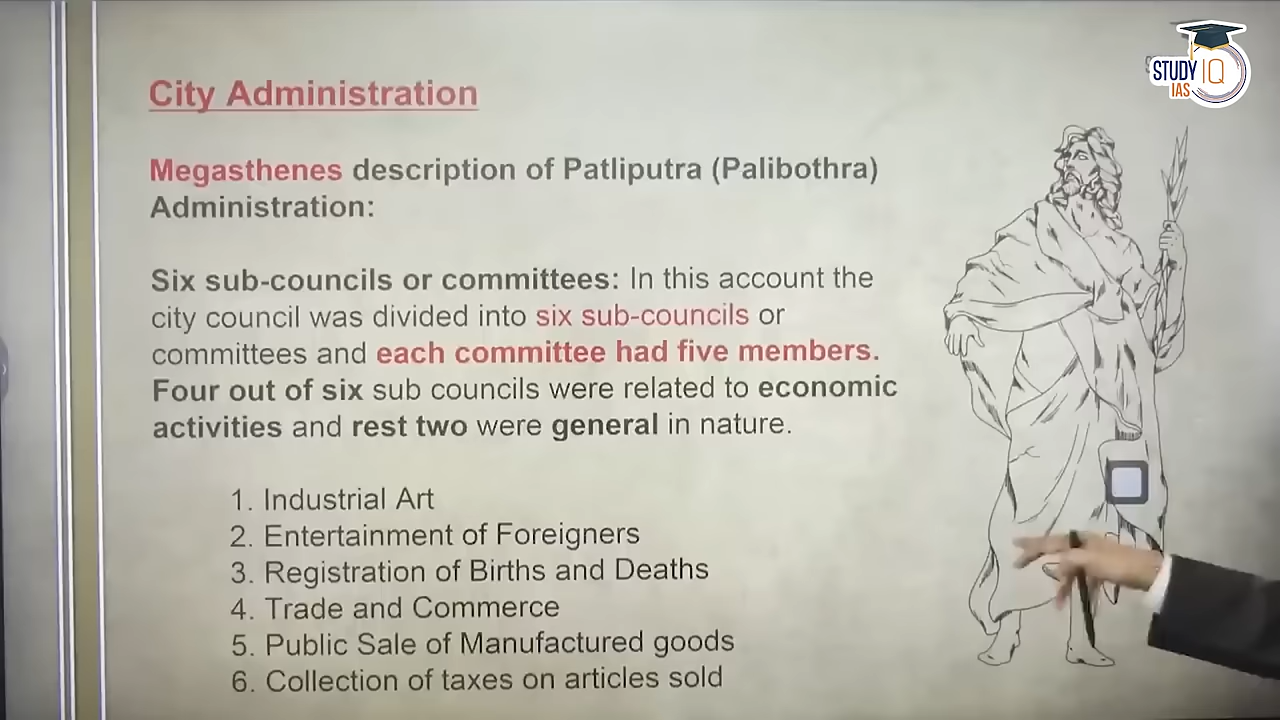 STUDY IQ
IAS
City Administration
Megasthenes description of Patliputra (Palibothra)
Administration:
Six sub-councils or committees: In this account the
city council was divided into six sub-councils or
committees and each committee had five members.
Four out of six sub councils were related to economic
activities and rest two were general in nature.
1. Industrial Art
2. Entertainment of Foreigners
3. Registration of Births and Deaths
4. Trade and Commerce
5. Public Sale of Manufactured goods
6. Collection of taxes on articles sold